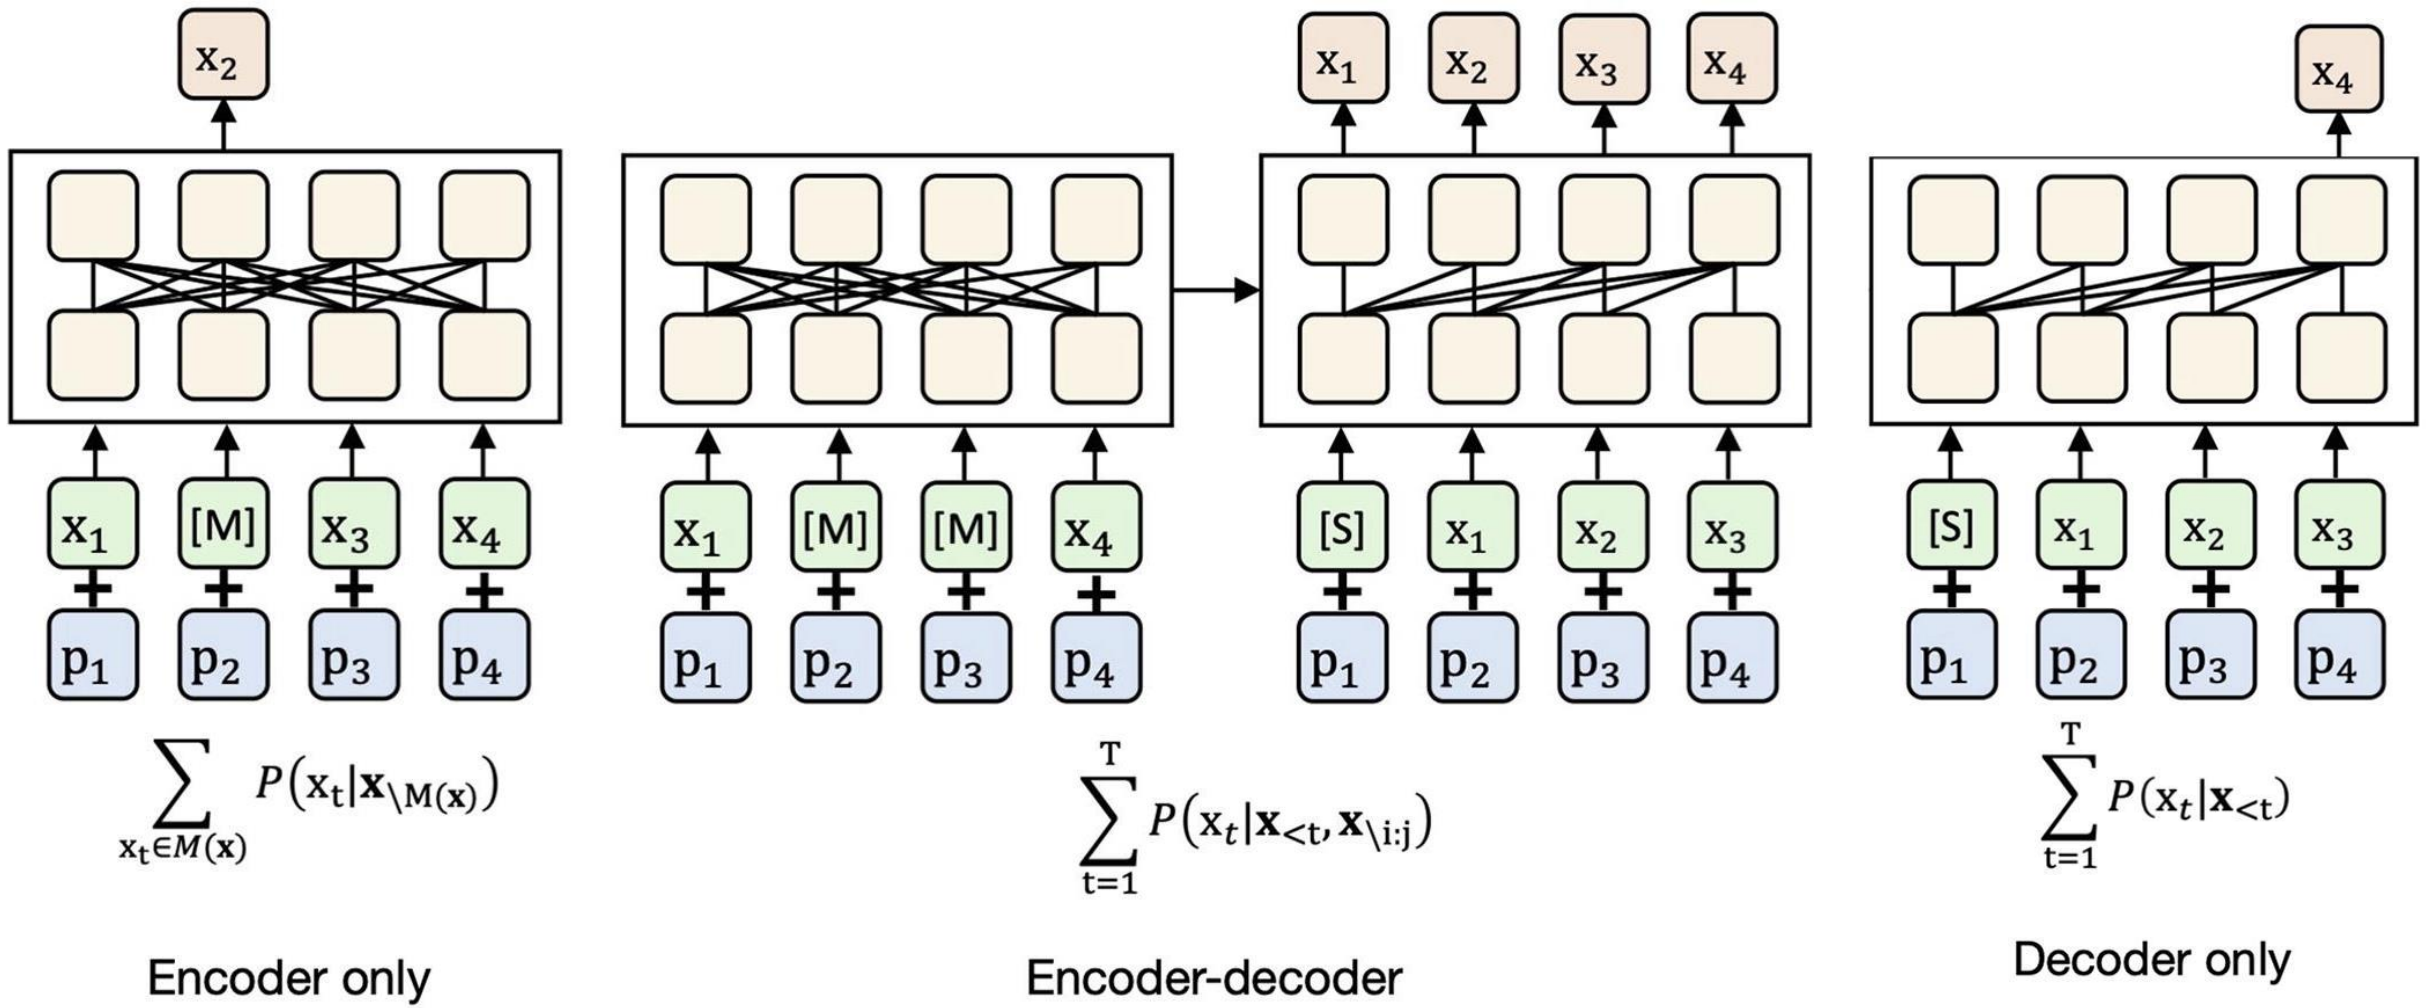 x₂
x₁ x₂ x₃ x₄
x₄
x₁ [M] x₃ x₄
x₁ [M] [M] x₄
[S] x₁ x₂ x₃
[S] x₁ x₂ x₃
+ + + +
+ + + +
+ + + +
+ + + +
p₁ p₂ p₃ p₄
p₁ p₂ p₃ p₄
p₁ p₂ p₃ p₄
p₁ p₂ p₃ p₄
∑ P(xₜ|x\M(x))
xₜ∈M(x)
T
∑ P(xₜ|x<t, x\i:j)
t=1
T
∑ P(xₜ|x<t)
t=1
Encoder only
Encoder-decoder
Decoder only